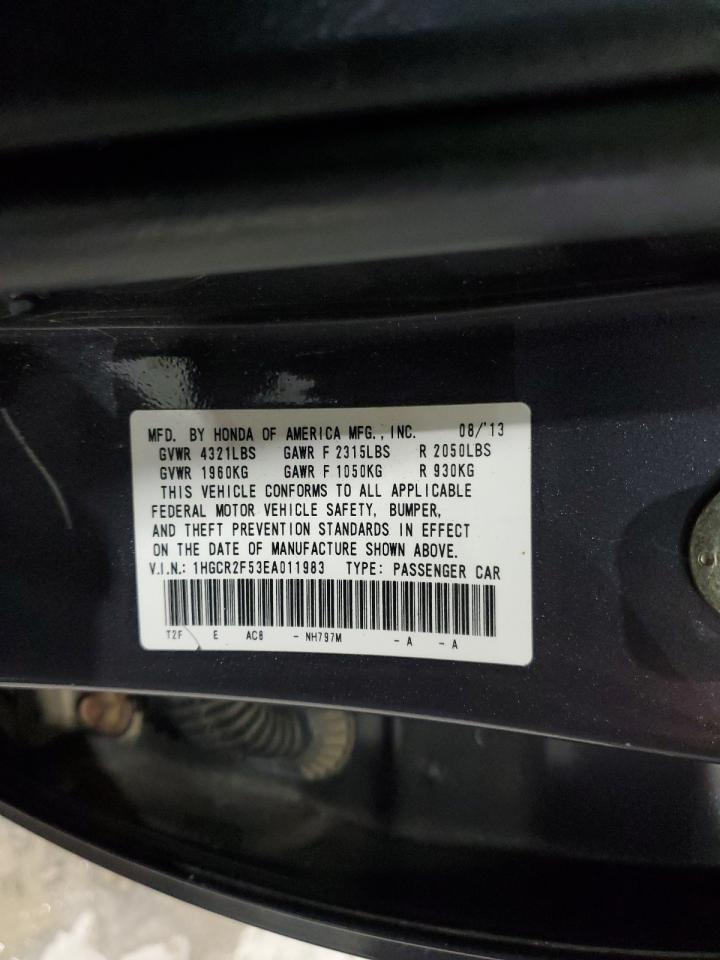 MFD. BY HONDA OF AMERICA MFG., INC. 08/'13
GVWR 4321LBS GAWR F 2315LBS R 2050LBS
GVWR 1960KG GAWR F 1050KG R 930KG
THIS VEHICLE CONFORMS TO ALL APPLICABLE
FEDERAL MOTOR VEHICLE SAFETY, BUMPER,
AND THEFT PREVENTION STANDARDS IN EFFECT
ON THE DATE OF MANUFACTURE SHOWN ABOVE.
V.I.N.: 1HGCR2F53EA011983 TYPE: PASSENGER CAR
T2F E AC8 - NH797M - A - A